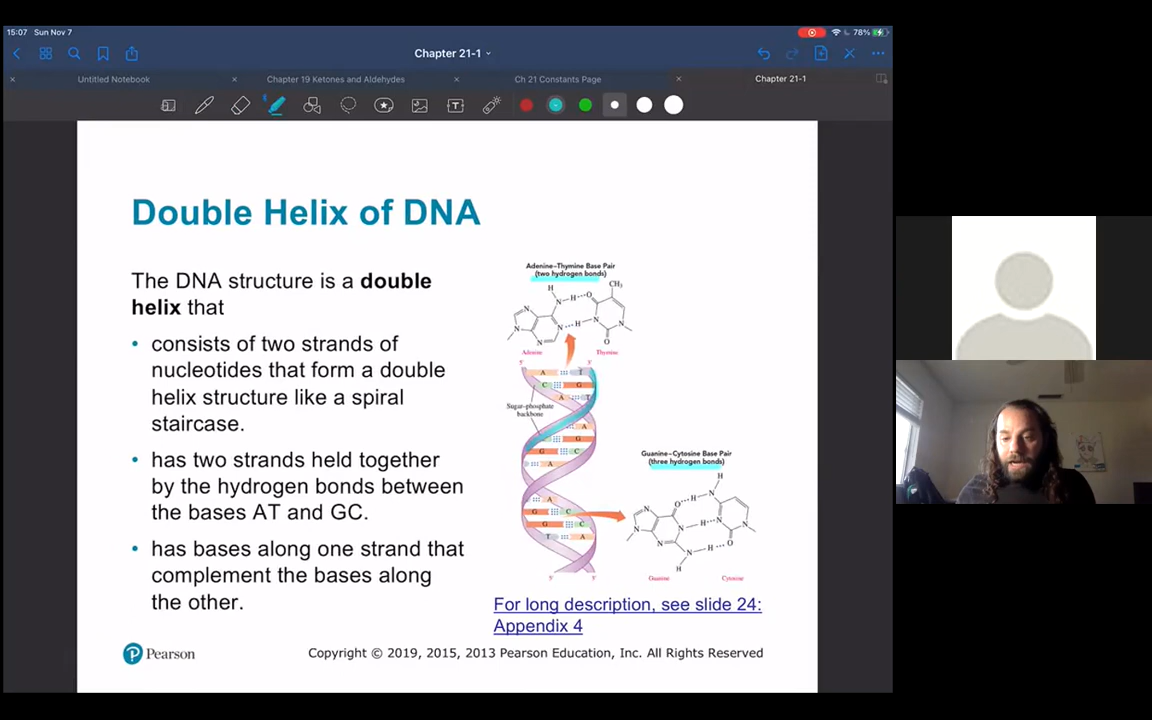 15:07 Sun Nov 7
78%
Chapter 21-1
Untitled Notebook
Chapter 19 Ketones and Aldehydes
Ch 21 Constants Page
Chapter 21-1
Double Helix of DNA
The DNA structure is a double
helix that
• consists of two strands of
nucleotides that form a double
helix structure like a spiral
staircase.
• has two strands held together
by the hydrogen bonds between
the bases AT and GC.
• has bases along one strand that
complement the bases along
the other.
Adenine–Thymine Base Pair
(two hydrogen bonds)
Adenine
Thymine
Sugar-phosphate
backbone
Guanine–Cytosine Base Pair
(three hydrogen bonds)
Guanine
Cytosine
For long description, see slide 24:
Appendix 4
Pearson
Copyright © 2019, 2015, 2013 Pearson Education, Inc. All Rights Reserved